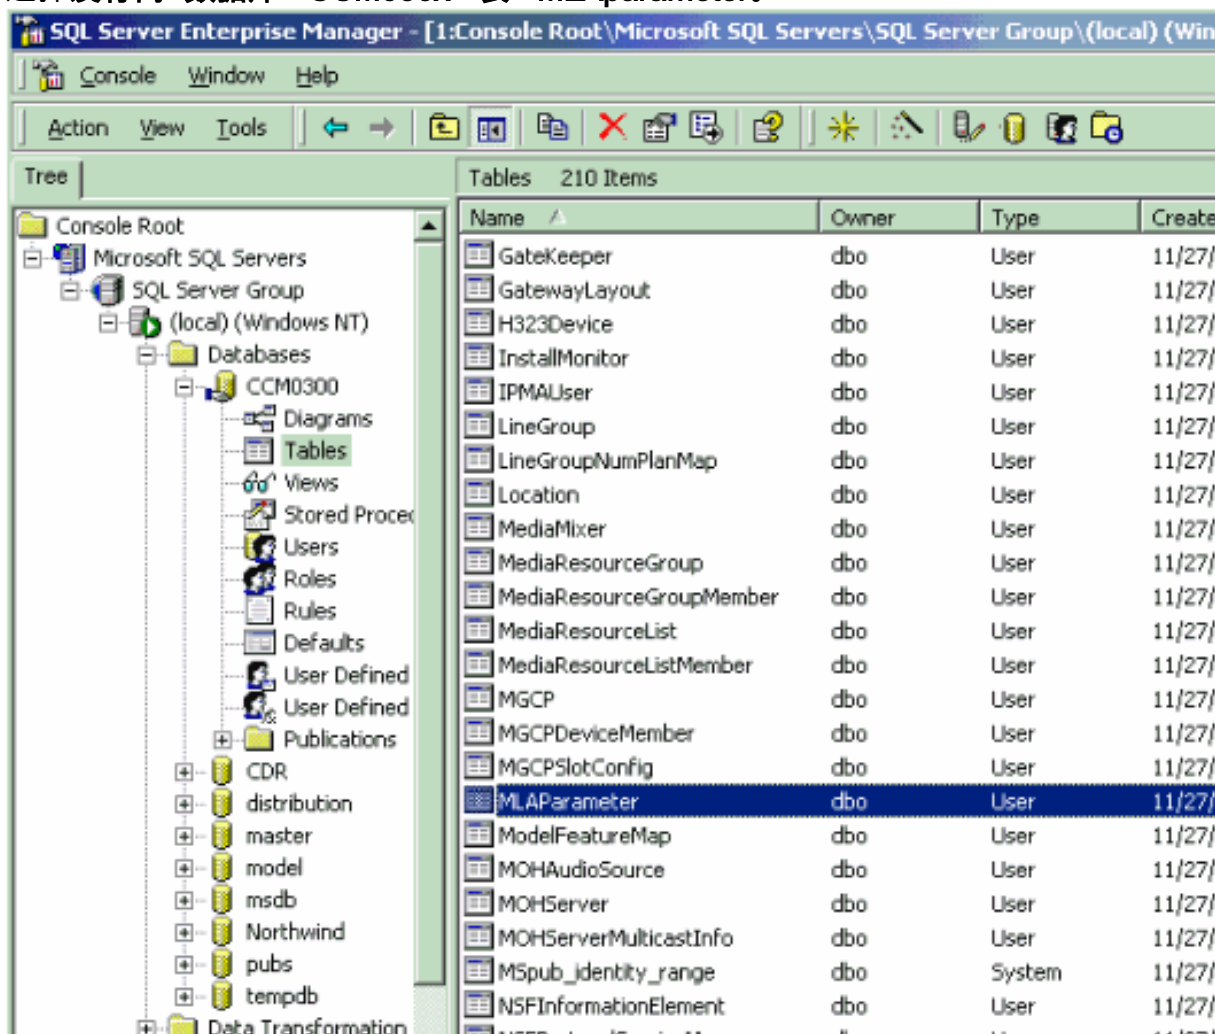 SQL Server Enterprise Manager - [1:Console Root\Microsoft SQL Servers\SQL Server Group\(local) (Win
Console Window Help
Action View Tools
Tree
Tables 210 Items
Console Root
Microsoft SQL Servers
SQL Server Group
(local) (Windows NT)
Databases
CCM0300
Diagrams
Tables
Views
Stored Proced
Users
Roles
Rules
Defaults
User Defined
User Defined
Publications
CDR
distribution
master
model
msdb
Northwind
pubs
tempdb
Data Transformation
Name Owner Type Create
GateKeeper dbo User 11/27/
GatewayLayout dbo User 11/27/
H323Device dbo User 11/27/
InstallMonitor dbo User 11/27/
IPMAUser dbo User 11/27/
LineGroup dbo User 11/27/
LineGroupNumPlanMap dbo User 11/27/
Location dbo User 11/27/
MediaMixer dbo User 11/27/
MediaResourceGroup dbo User 11/27/
MediaResourceGroupMember dbo User 11/27/
MediaResourceList dbo User 11/27/
MediaResourceListMember dbo User 11/27/
MGCP dbo User 11/27/
MGCPDeviceMember dbo User 11/27/
MGCPSlotConfig dbo User 11/27/
MLAParameter dbo User 11/27/
ModelFeatureMap dbo User 11/27/
MOHAudioSource dbo User 11/27/
MOHServer dbo User 11/27/
MOHServerMulticastInfo dbo User 11/27/
MSpub_identity_range dbo System 11/27/
NSFInformationElement dbo User 11/27/